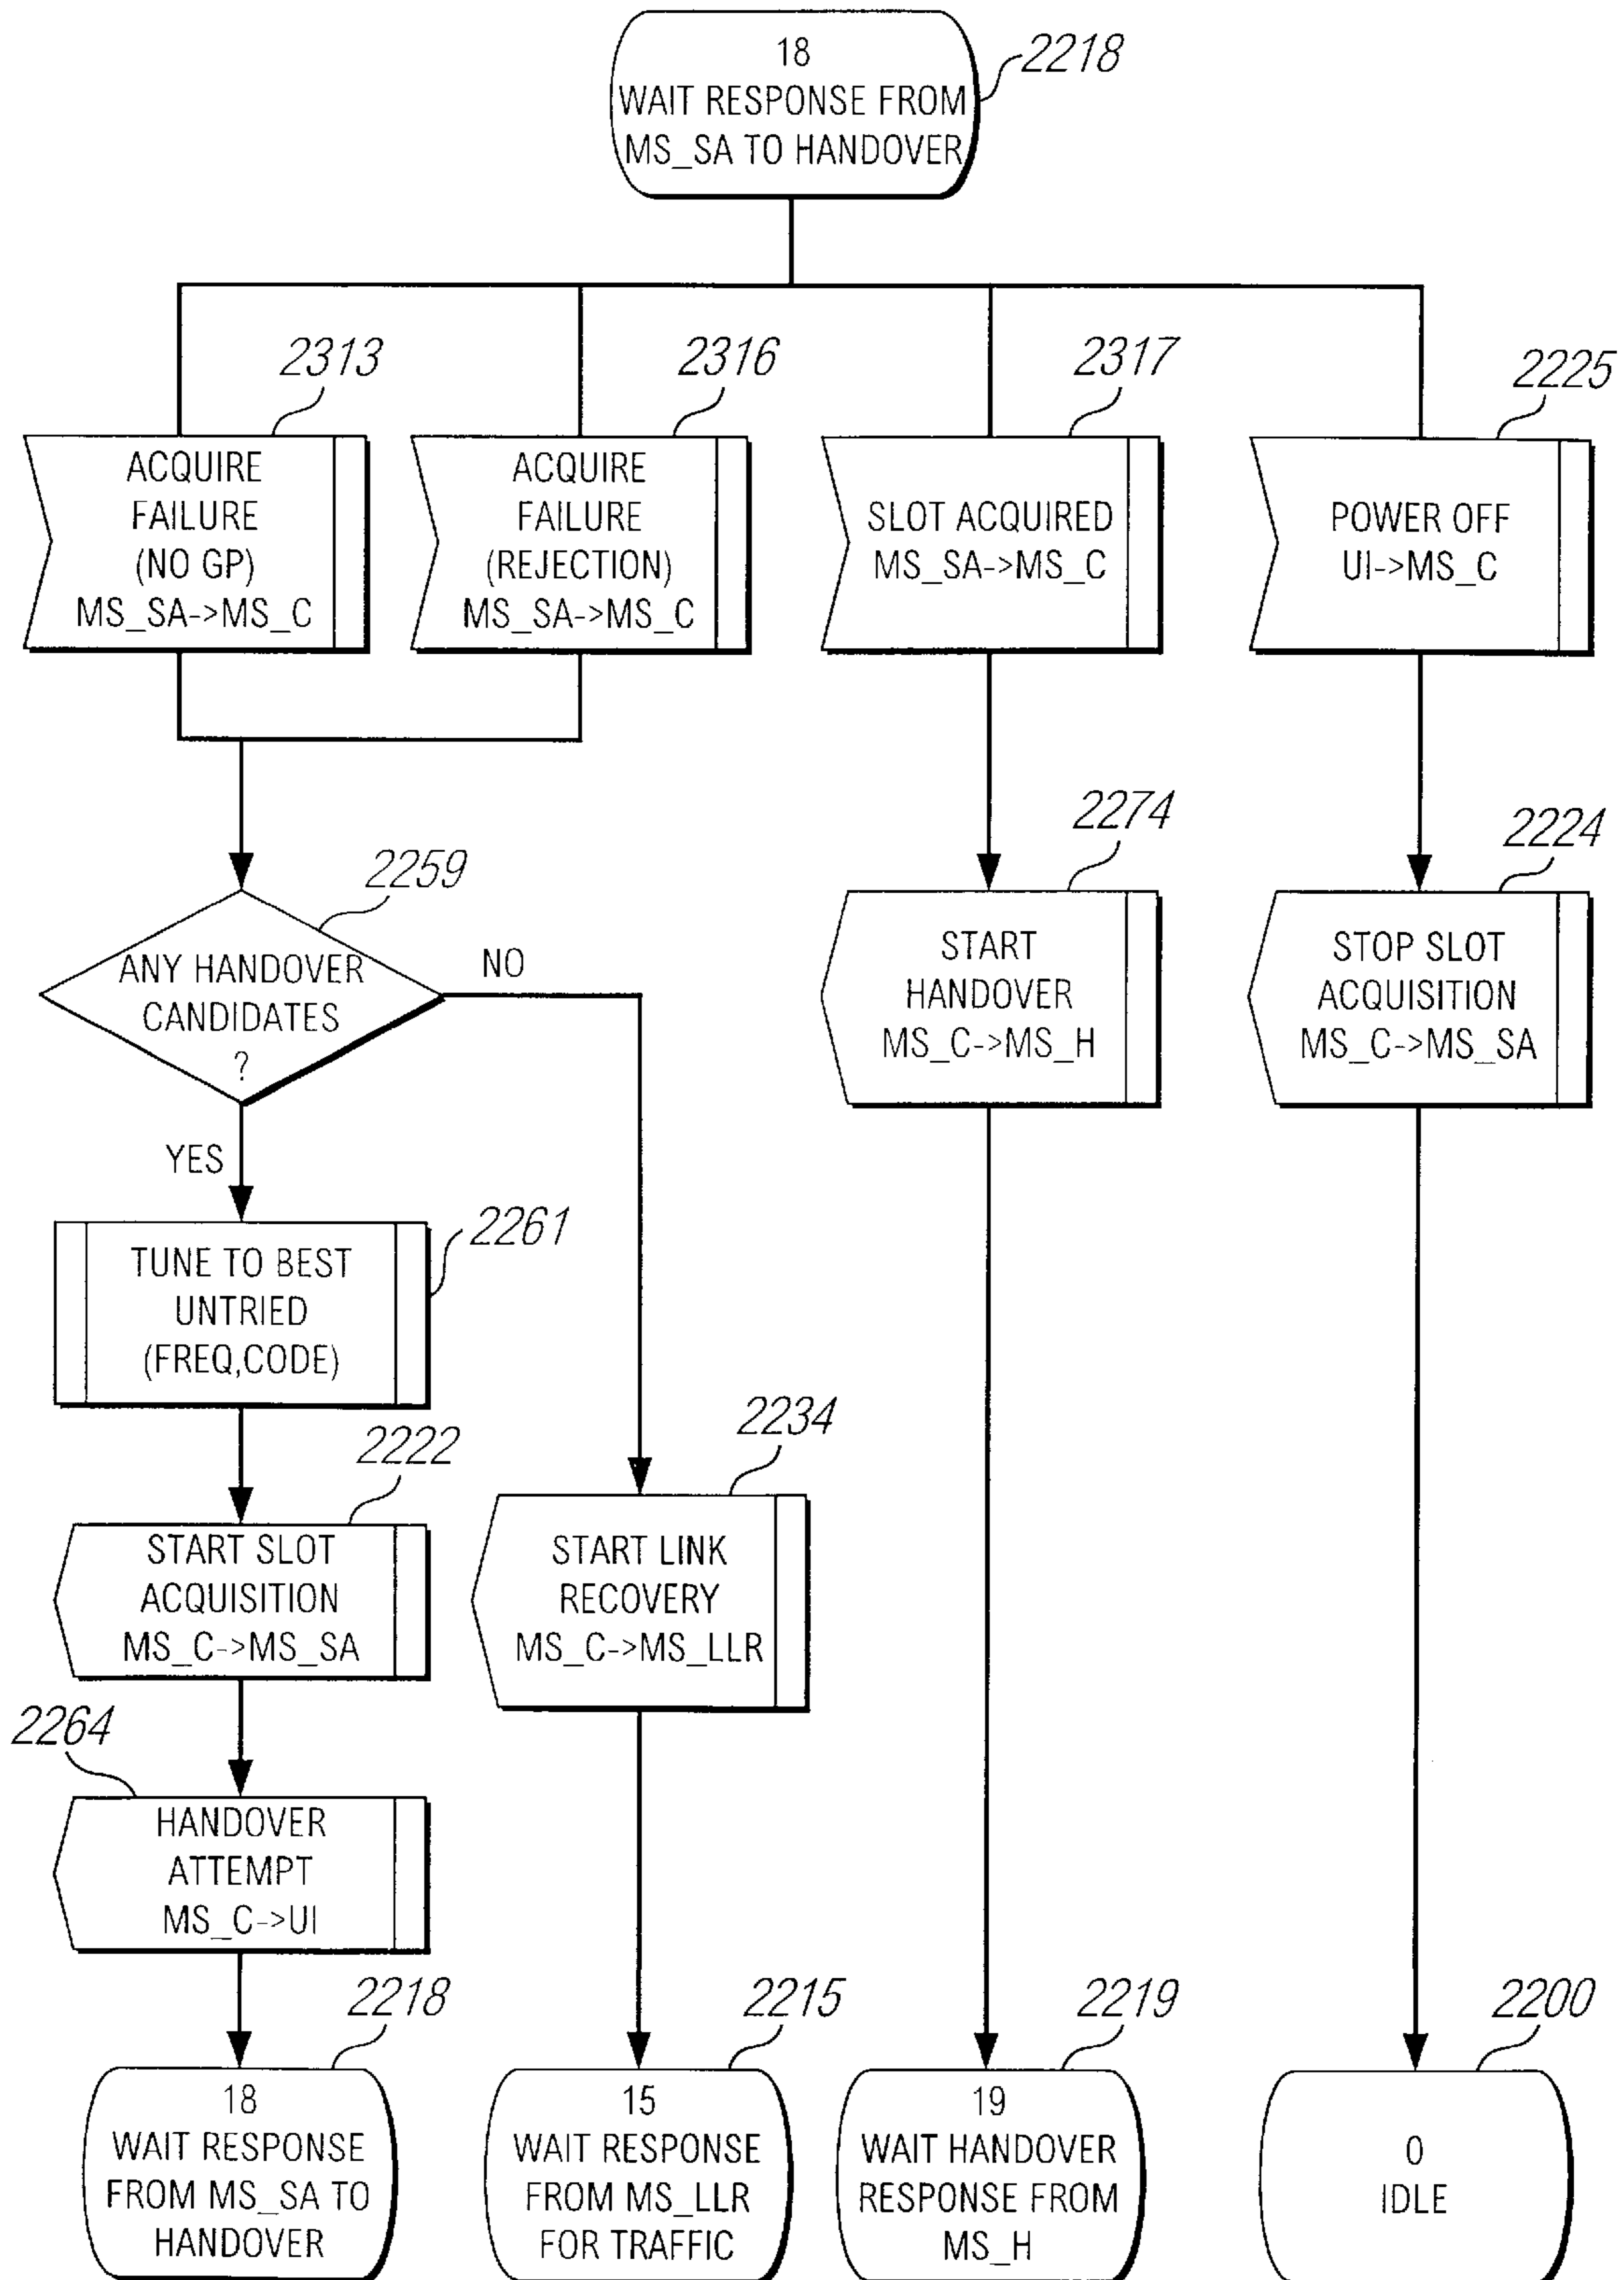 18
WAIT RESPONSE FROM
MS_SA TO HANDOVER
2218
2313
2316
2317
2225
ACQUIRE
FAILURE
(NO GP)
MS_SA->MS_C
ACQUIRE
FAILURE
(REJECTION)
MS_SA->MS_C
SLOT ACQUIRED
MS_SA->MS_C
POWER OFF
UI->MS_C
2259
ANY HANDOVER
CANDIDATES
?
NO
YES
2274
START
HANDOVER
MS_C->MS_H
2224
STOP SLOT
ACQUISITION
MS_C->MS_SA
2261
TUNE TO BEST
UNTRIED
(FREQ,CODE)
2222
START SLOT
ACQUISITION
MS_C->MS_SA
2234
START LINK
RECOVERY
MS_C->MS_LLR
2264
HANDOVER
ATTEMPT
MS_C->UI
2218
18
WAIT RESPONSE
FROM MS_SA TO
HANDOVER
2215
15
WAIT RESPONSE
FROM MS_LLR
FOR TRAFFIC
2219
19
WAIT HANDOVER
RESPONSE FROM
MS_H
2200
0
IDLE